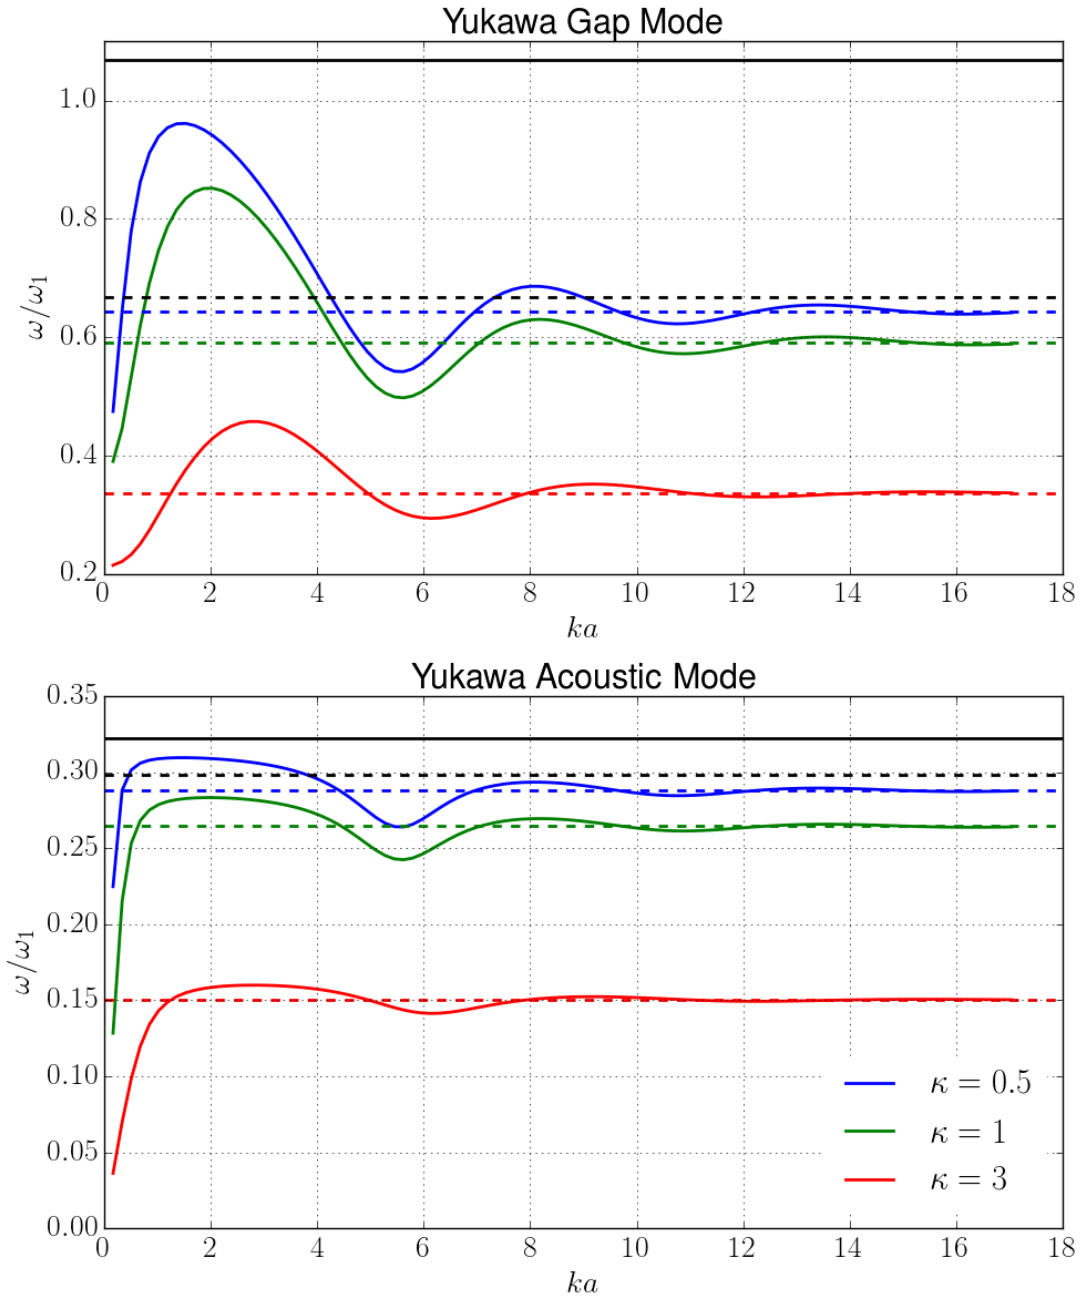 Yukawa Gap Mode
1.0
0.8
0.6
0.4
0.2
ω/ω₁
0 2 4 6 8 10 12 14 16 18
ka
Yukawa Acoustic Mode
0.35
0.30
0.25
0.20
0.15
0.10
0.05
0.00
ω/ω₁
κ = 0.5
κ = 1
κ = 3
0 2 4 6 8 10 12 14 16 18
ka